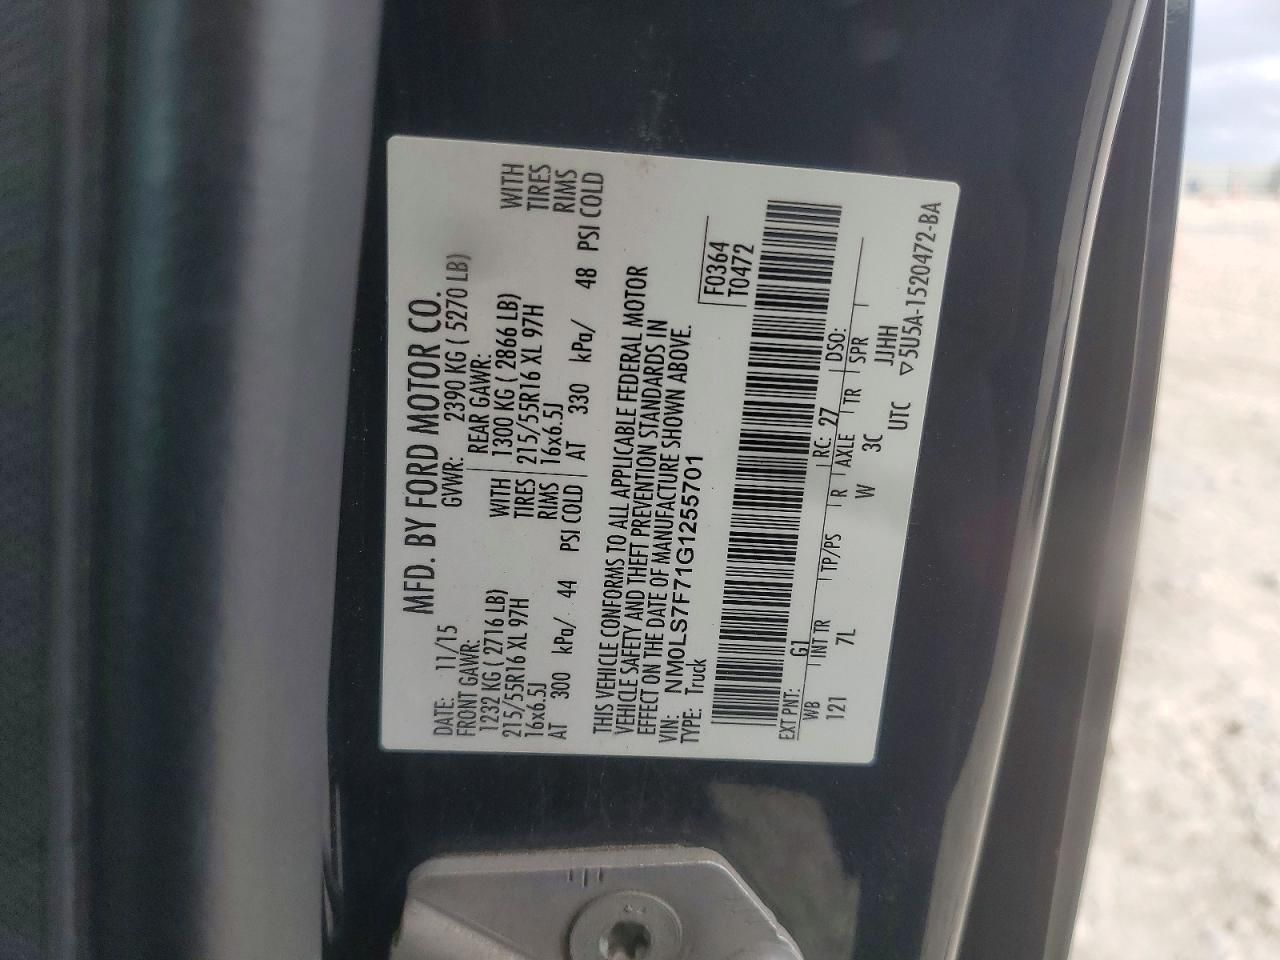 MFD. BY FORD MOTOR CO.
DATE: 11/15 GVWR: 2390 KG ( 5270 LB)
FRONT GAWR: REAR GAWR:
1232 KG ( 2716 LB) WITH 1300 KG ( 2866 LB) WITH
215/55R16 XL 97H TIRES 215/55R16 XL 97H TIRES
16x6.5J RIMS 16x6.5J RIMS
AT 300 kPa/ 44 PSI COLD AT 330 kPa/ 48 PSI COLD
THIS VEHICLE CONFORMS TO ALL APPLICABLE FEDERAL MOTOR
VEHICLE SAFETY AND THEFT PREVENTION STANDARDS IN
EFFECT ON THE DATE OF MANUFACTURE SHOWN ABOVE.
VIN: NM0LS7F71G1255701 F0364
TYPE: Truck T0472
EXT PNT: G1 RC: 27 DSO:
WB INT TR TP/PS R AXLE TR SPR
121 7L W 3C JJHH
UTC ▽5U5A-1520472-BA